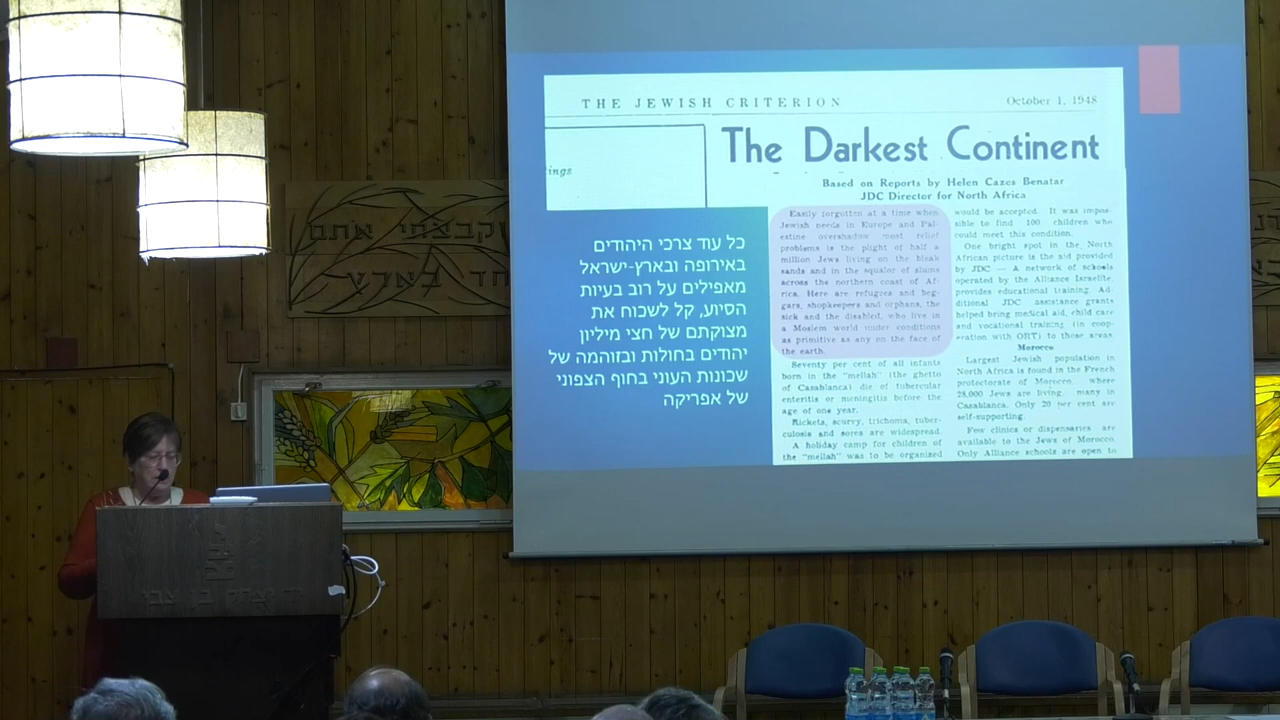 THE JEWISH CRITERION
October 1, 1948
ings
The Darkest Continent
Based on Reports by Helen Cazes Benatar
JDC Director for North Africa
כל עוד צרכי היהודים
באירופה ובארץ-ישראל
מאפילים על רוב בעיות
הסיוע, קל לשכוח את
מצוקתם של חצי מיליון
יהודים בחולות ובזוהמה של
שכונות העוני בחוף הצפוני
של אפריקה
Easily forgotten at a time when
Jewish needs in Europe and Pal-
estine overshadow most relief
problems is the plight of half a
million Jews living on the bleak
sands and in the squalor of slums
across the northern coast of Af-
rica. Here are refugees and beg-
gars, shopkeepers and orphans, the
sick and the disabled, who live in
a Moslem world under conditions
as primitive as any on the face of
the earth.
Seventy per cent of all infants
born in the "mellah" (the ghetto
of Casablanca) die of tubercular
enteritis or meningitis before the
age of one year.
Rickets, scurvy, trichoma, tuber-
culosis and sores are widespread.
A holiday camp for children of
the "mellah" was to be organized
would be accepted. It was impos-
sible to find 100 children who
could meet this condition.
One bright spot in the North
African picture is the aid provided
by JDC — A network of schools
operated by the Alliance Israelite
provides educational training. Ad-
ditional JDC assistance grants
helped bring medical aid, child care
and vocational training (in coop-
eration with ORT) to these areas.
Morocco
Largest Jewish population in
North Africa is found in the French
protectorate of Morocco, where
28,000 Jews are living, many in
Casablanca. Only 20 per cent are
self-supporting.
Few clinics or dispensaries are
available to the Jews of Morocco.
Only Alliance schools are open to
קבצתי אתם
חד בארץ
יד יצחק בן צבי